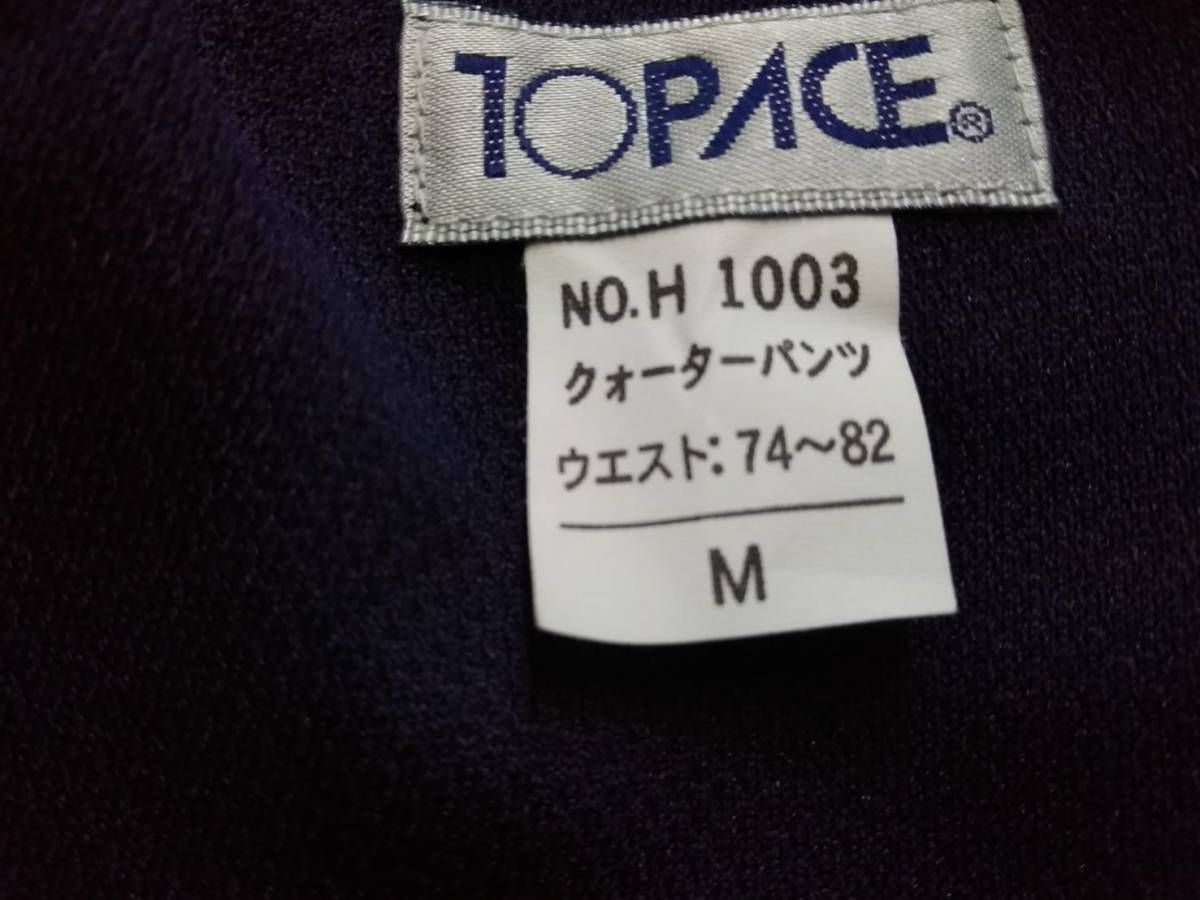 TOPACE®
NO.H 1003
クォーターパンツ
ウエスト:74～82
M